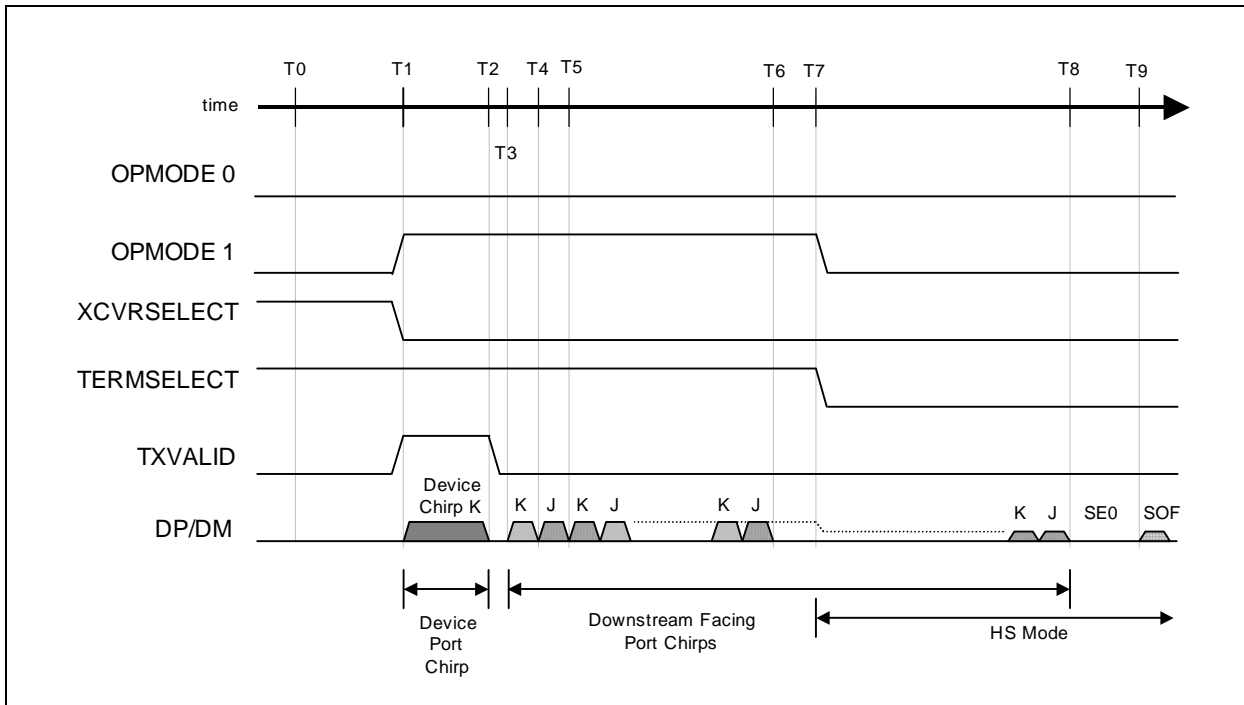 T0 T1 T2 T4 T5 T6 T7 T8 T9
time
T3
OPMODE 0
OPMODE 1
XCVRSELECT
TERMSELECT
TXVALID
Device
Chirp K
K J K J K J K J SE0 SOF
DP/DM
Device
Port
Chirp
Downstream Facing
Port Chirps
HS Mode